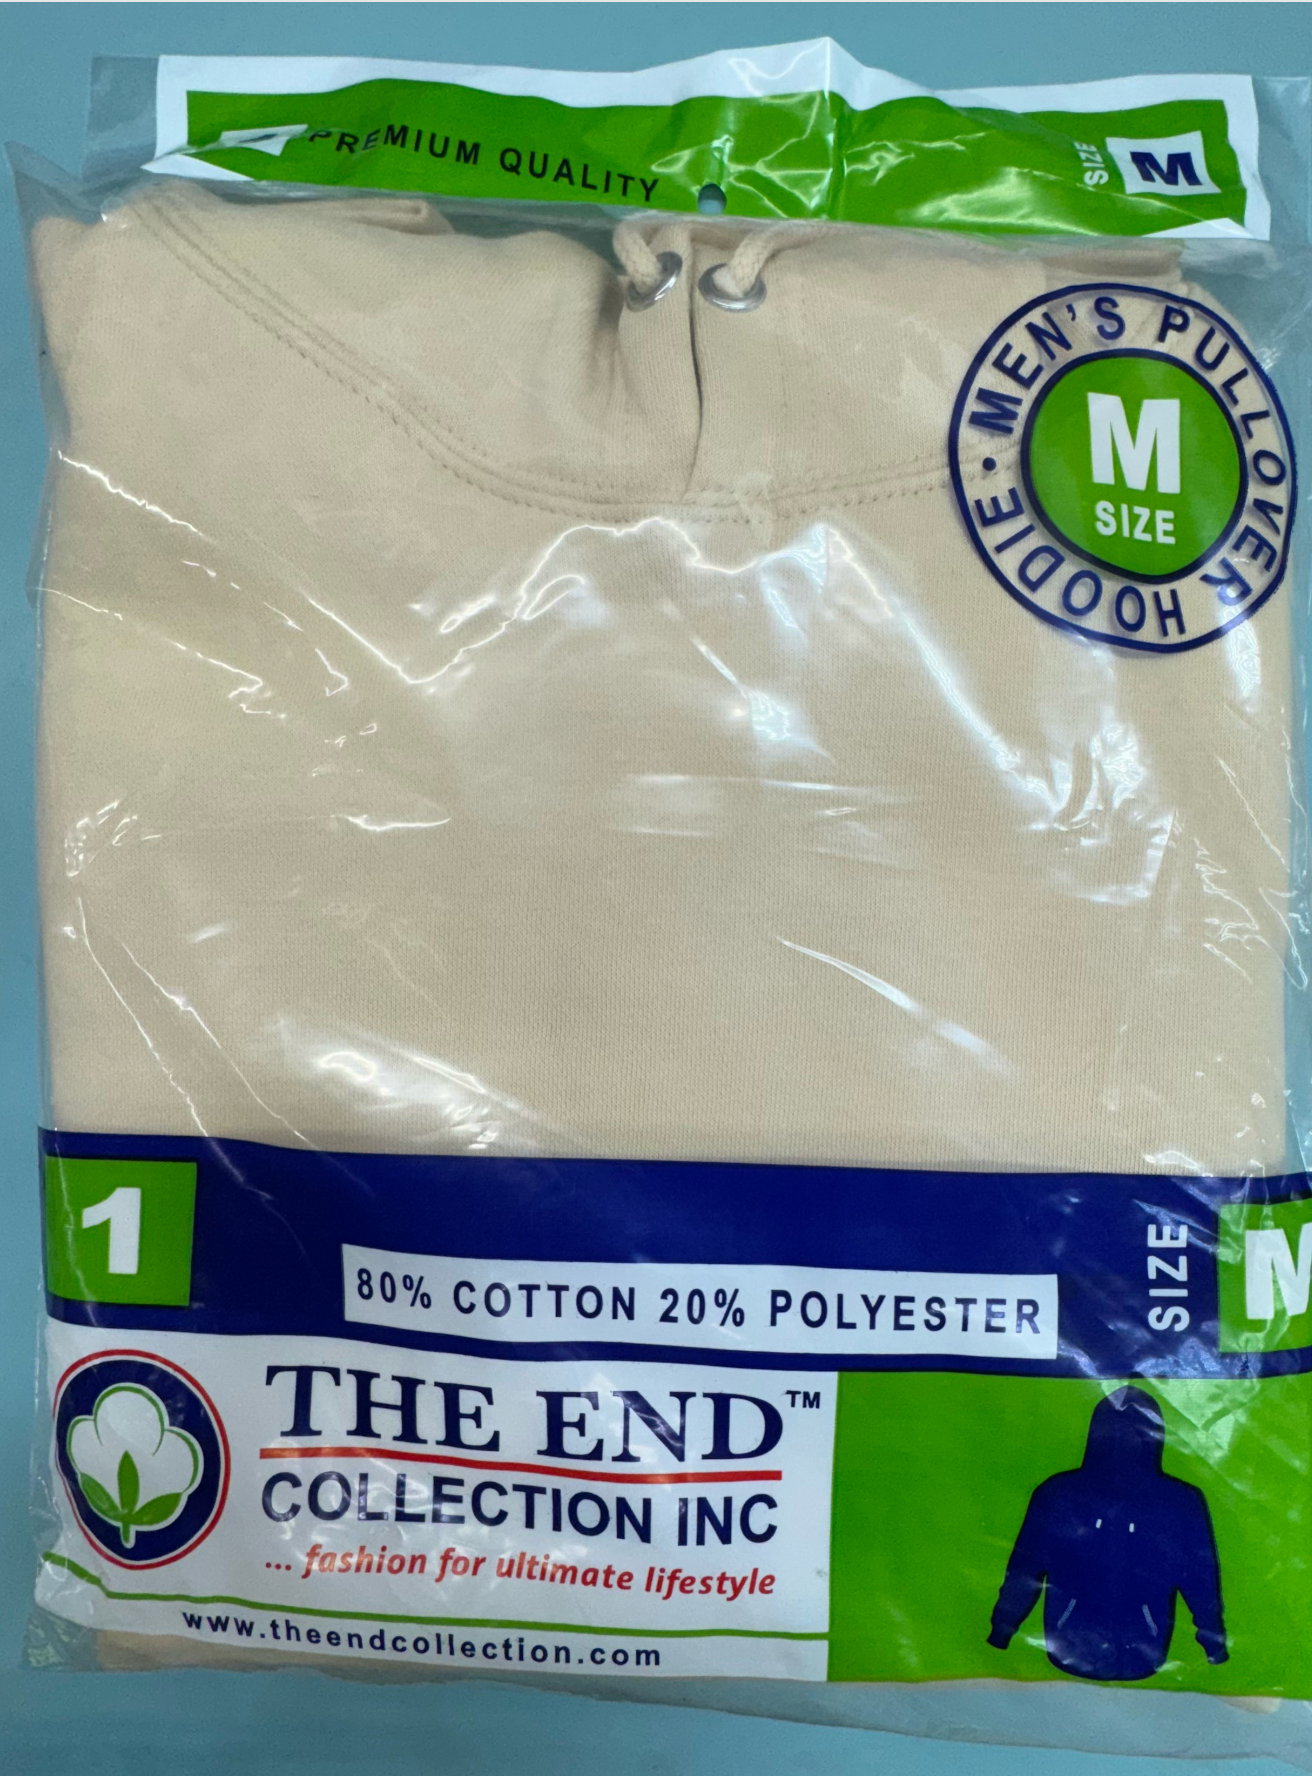 PREMIUM QUALITY
SIZE M
MEN'S PULLOVER HOODIE •
M
SIZE
1
80% COTTON 20% POLYESTER
SIZE M
THE END™
COLLECTION INC
... fashion for ultimate lifestyle
www.theendcollection.com